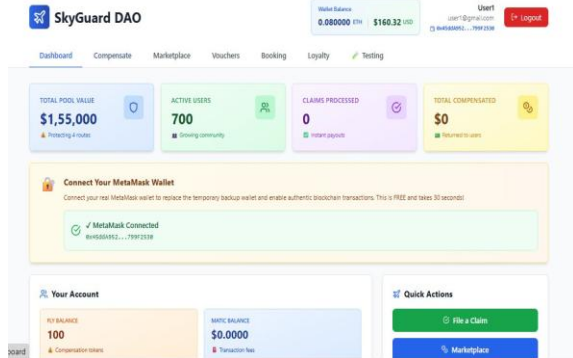 SkyGuard DAO
Wallet Balance
0.080000 ETH $160.32 USD
User1
user1@gmail.com
Logout
Dashboard Compensate Marketplace Vouchers Booking Loyalty Testing
TOTAL POOL VALUE
$1,55,000
Protecting 4 routes
ACTIVE USERS
700
Growing community
CLAIMS PROCESSED
0
Instant payouts
TOTAL COMPENSATED
$0
Returned to users
Connect Your MetaMask Wallet
Connect your real MetaMask wallet to replace the temporary backup wallet and enable authentic blockchain transactions. This is FREE and takes 30 seconds!
✓ MetaMask Connected
Your Account
FLY BALANCE
100
Compensation tokens
MATIC BALANCE
$0.0000
Transaction fees
Quick Actions
File a Claim
Marketplace
board